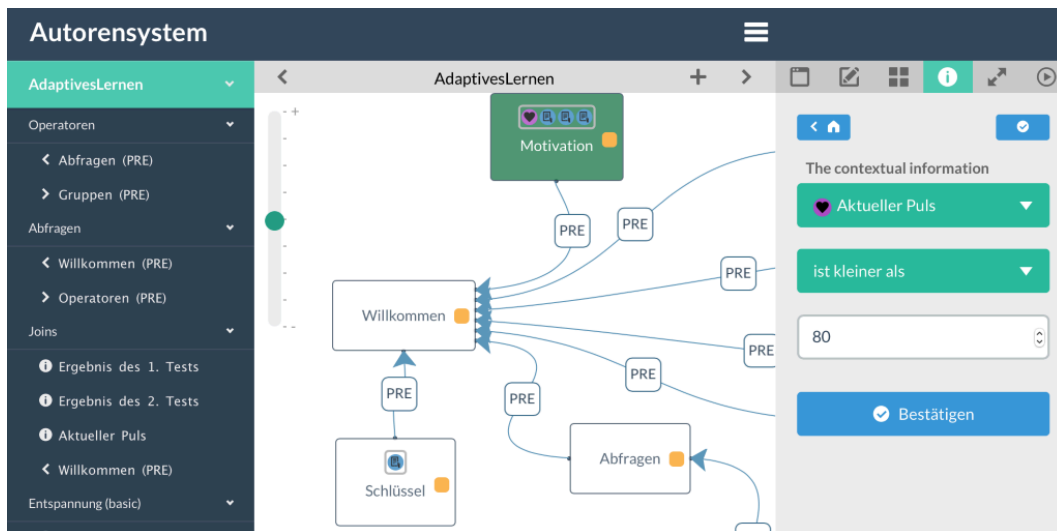 Autorensystem
AdaptivesLernen
Operatoren
Abfragen (PRE)
Gruppen (PRE)
Abfragen
Willkommen (PRE)
Operatoren (PRE)
Joins
Ergebnis des 1. Tests
Ergebnis des 2. Tests
Aktueller Puls
Willkommen (PRE)
Entspannung (basic)
AdaptivesLernen
Motivation
PRE
PRE
PRE
Willkommen
PRE
PRE
PRE
PRE
Abfragen
Schlüssel
The contextual information
Aktueller Puls
ist kleiner als
80
Bestätigen